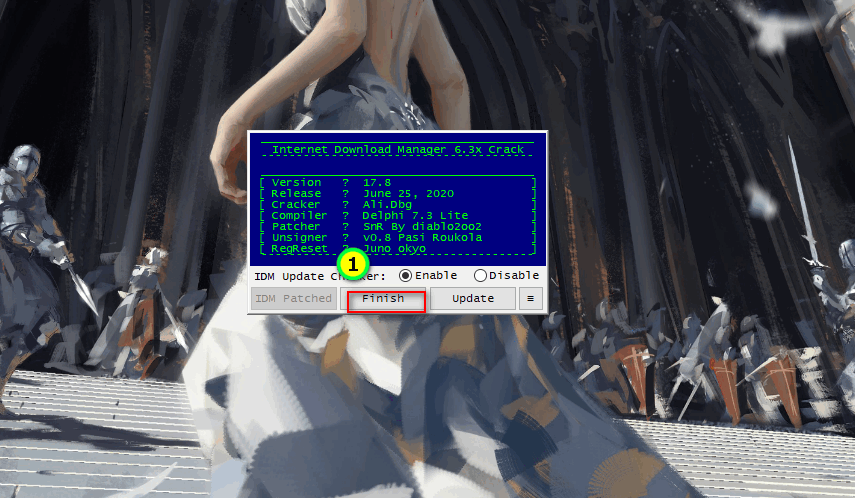 Internet Download Manager 6.3x Crack
[ Version ? 17.8 ]
[ Release ? June 25, 2020 ]
[ Cracker ? Ali.Dbg ]
[ Compiler ? Delphi 7.3 Lite ]
[ Patcher ? SnR By diablo2oo2 ]
[ Unsigner ? v0.8 Pasi Roukola ]
[ RegReset ? Juno okyo ]
1
IDM Update Ch er: Enable Disable
IDM Patched Finish Update ≡